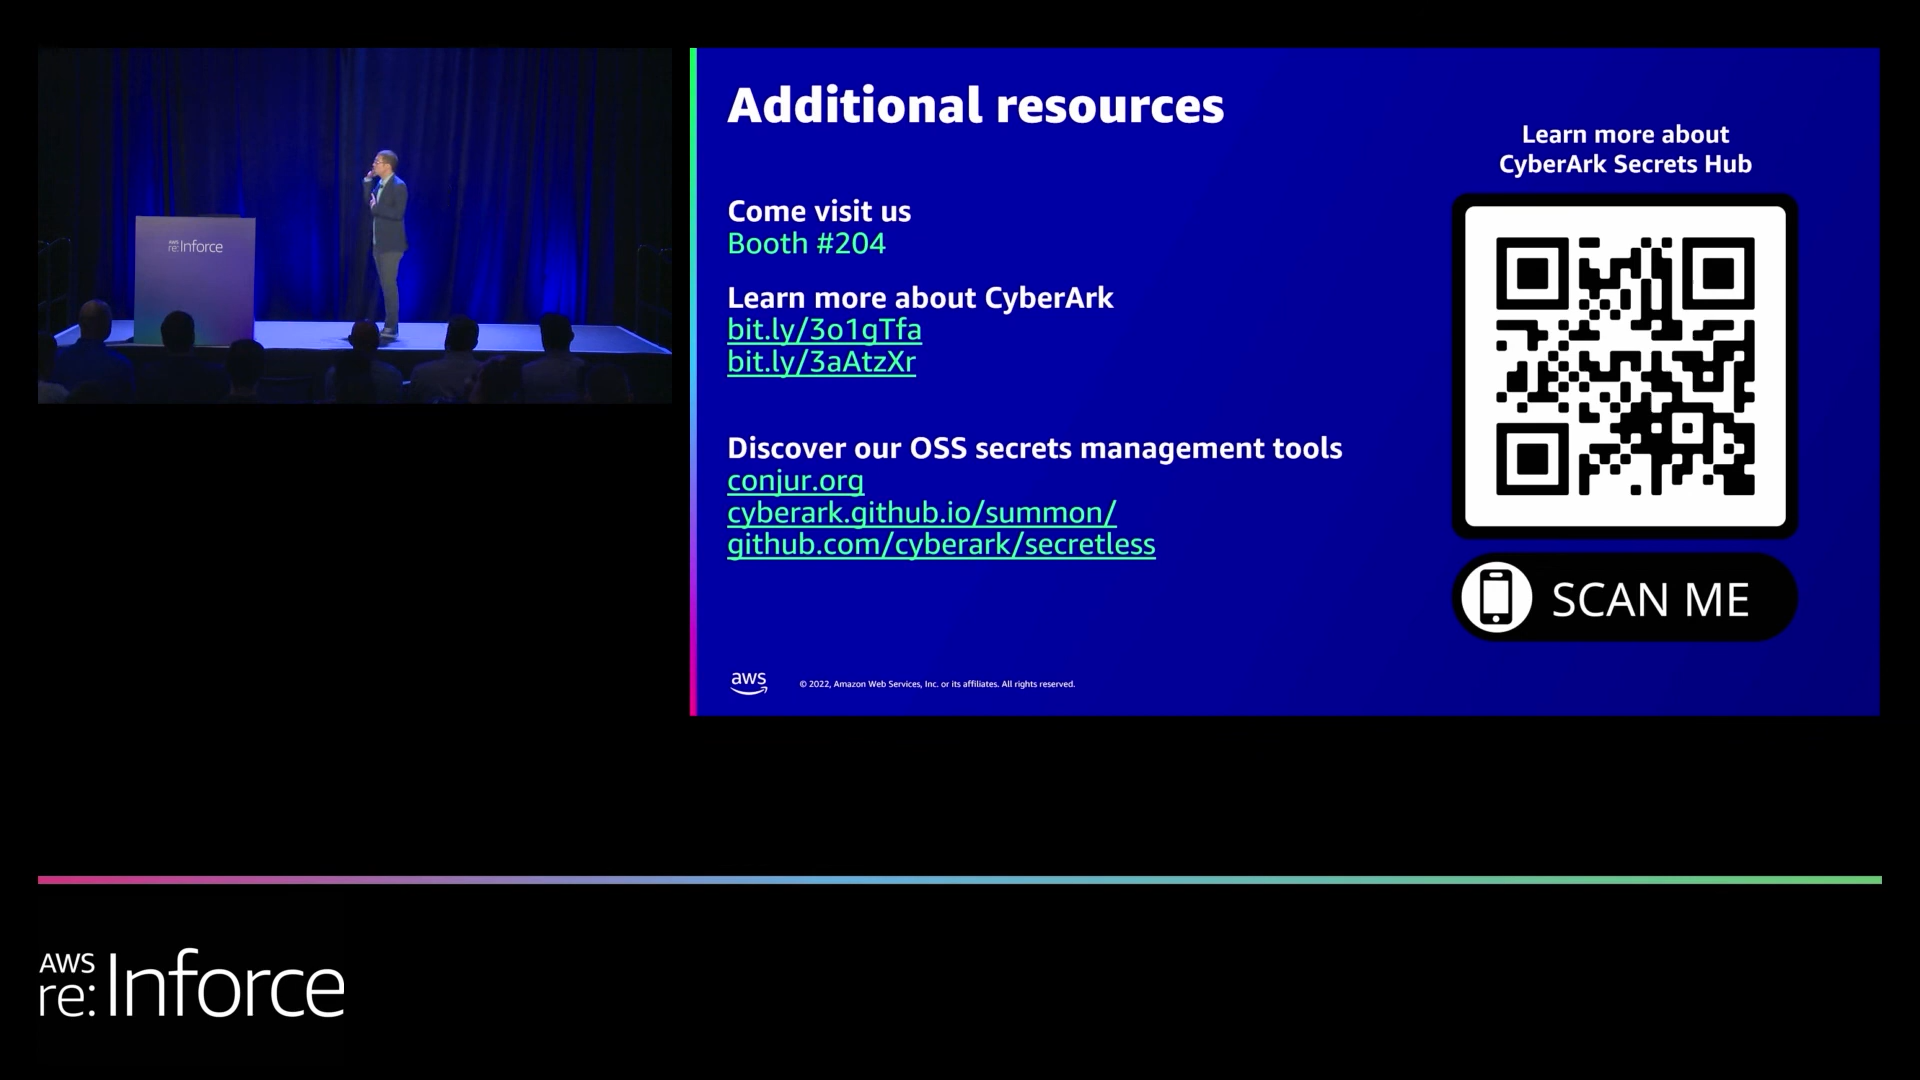 AWS
re:Inforce
Additional resources
Come visit us
Booth #204
Learn more about CyberArk
bit.ly/3o1gTfa
bit.ly/3aAtzXr
Discover our OSS secrets management tools
conjur.org
cyberark.github.io/summon/
github.com/cyberark/secretless
Learn more about
CyberArk Secrets Hub
SCAN ME
aws
© 2022, Amazon Web Services, Inc. or its affiliates. All rights reserved.
AWS
re:Inforce